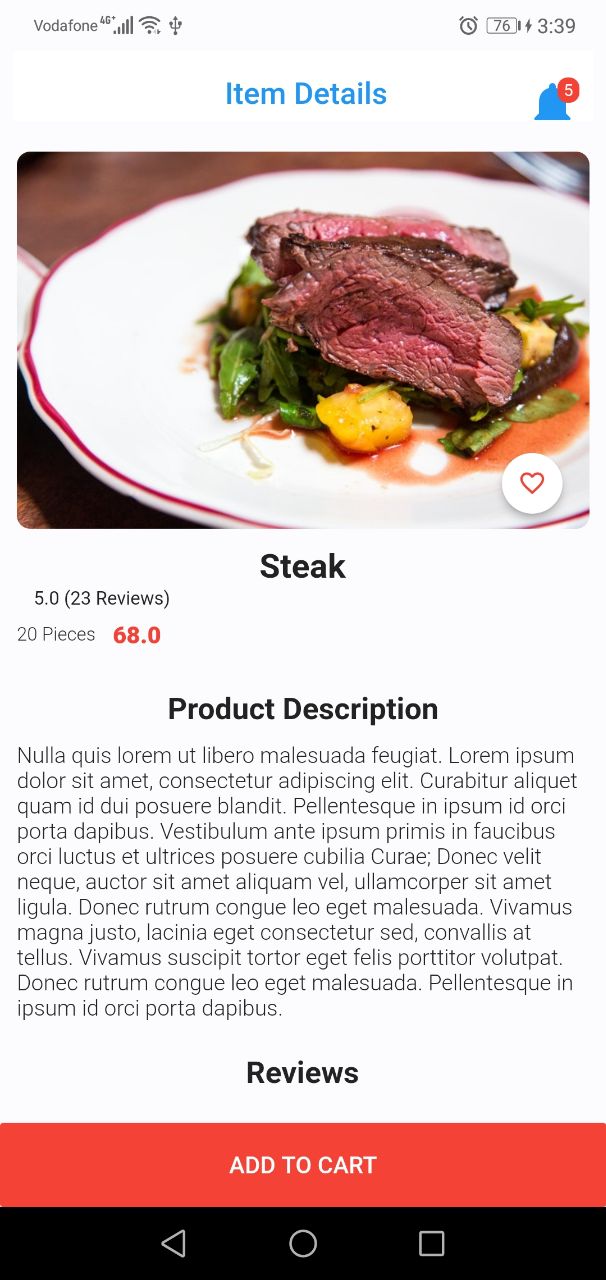 Vodafone 4G+ 76 3:39
Item Details
5
Steak
5.0 (23 Reviews)
20 Pieces 68.0
Product Description
Nulla quis lorem ut libero malesuada feugiat. Lorem ipsum
dolor sit amet, consectetur adipiscing elit. Curabitur aliquet
quam id dui posuere blandit. Pellentesque in ipsum id orci
porta dapibus. Vestibulum ante ipsum primis in faucibus
orci luctus et ultrices posuere cubilia Curae; Donec velit
neque, auctor sit amet aliquam vel, ullamcorper sit amet
ligula. Donec rutrum congue leo eget malesuada. Vivamus
magna justo, lacinia eget consectetur sed, convallis at
tellus. Vivamus suscipit tortor eget felis porttitor volutpat.
Donec rutrum congue leo eget malesuada. Pellentesque in
ipsum id orci porta dapibus.
Reviews
ADD TO CART